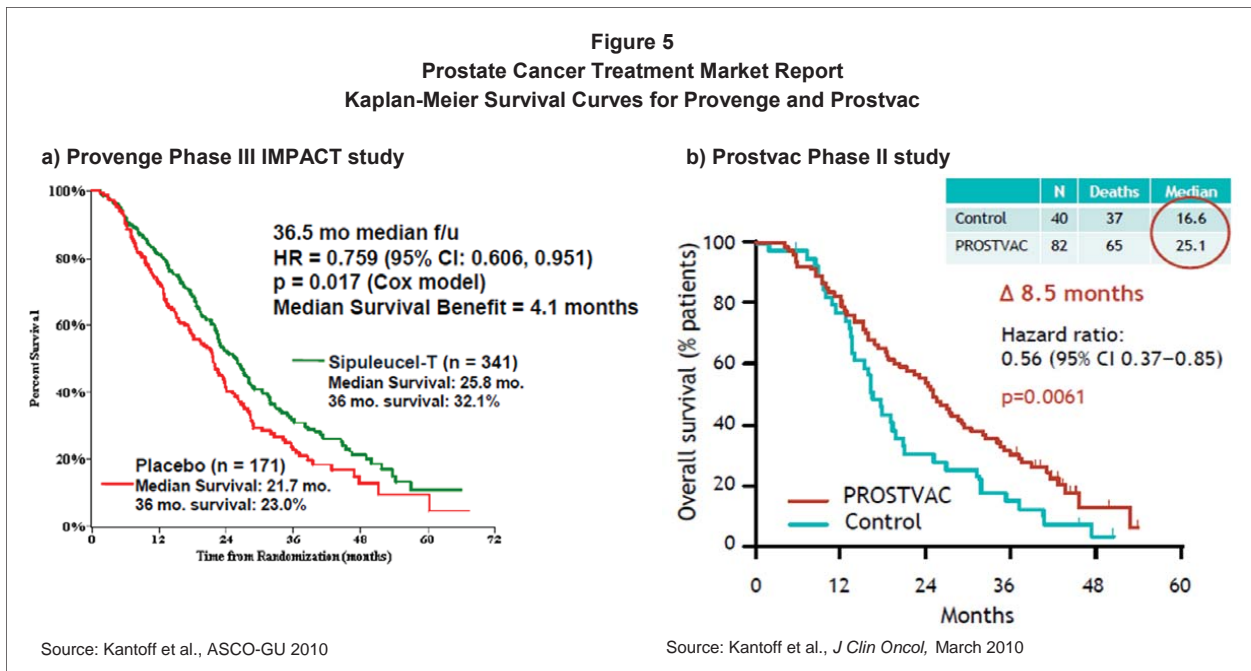 Figure 5
Prostate Cancer Treatment Market Report
Kaplan-Meier Survival Curves for Provenge and Prostvac
a) Provenge Phase III IMPACT study
100%
80%
60%
40%
20%
0%
Percent Survival
36.5 mo median f/u
HR = 0.759 (95% CI: 0.606, 0.951)
p = 0.017 (Cox model)
Median Survival Benefit = 4.1 months
Sipuleucel-T (n = 341)
Median Survival: 25.8 mo.
36 mo. survival: 32.1%
Placebo (n = 171)
Median Survival: 21.7 mo.
36 mo. survival: 23.0%
0 12 24 36 48 60 72
Time from Randomization (months)
Source: Kantoff et al., ASCO-GU 2010
b) Prostvac Phase II study
N Deaths Median
Control 40 37 16.6
PROSTVAC 82 65 25.1
Δ 8.5 months
Hazard ratio:
0.56 (95% CI 0.37–0.85)
p=0.0061
100
80
60
40
20
0
Overall survival (% patients)
PROSTVAC
Control
0 12 24 36 48 60
Months
Source: Kantoff et al., J Clin Oncol, March 2010